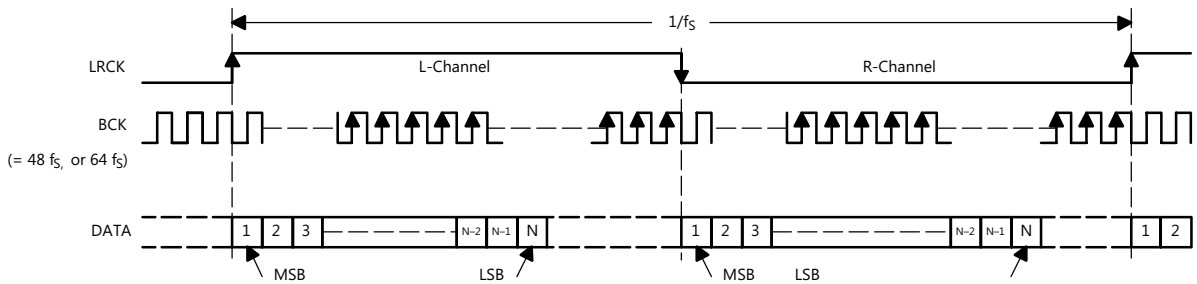 1/fS
LRCK
L-Channel
R-Channel
BCK
(= 48 fS, or 64 fS)
DATA
1 2 3 N–2 N–1 N 1 2 3 N–2 N–1 N 1 2
MSB LSB MSB LSB